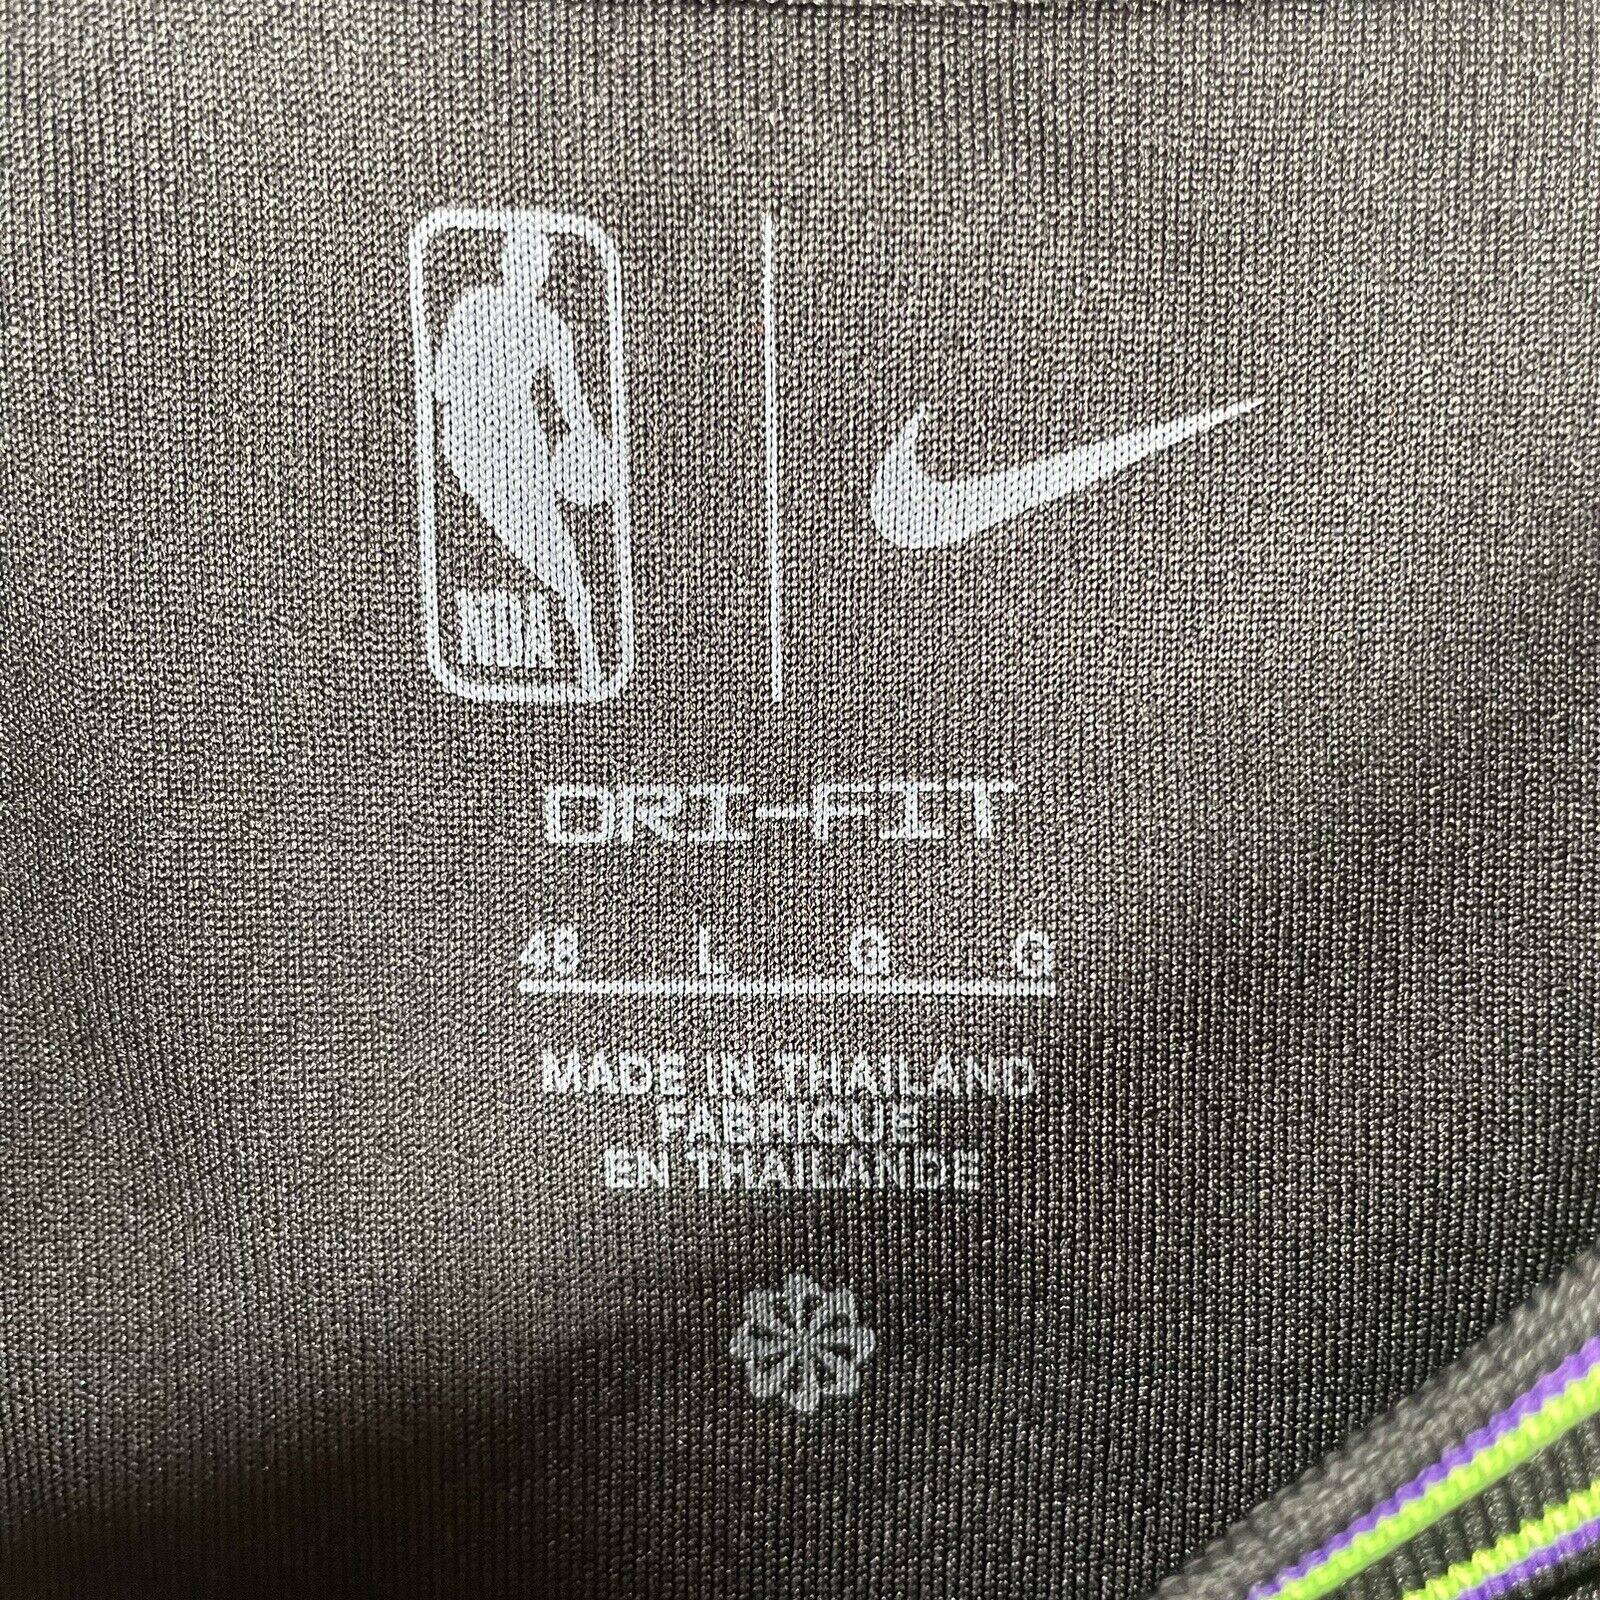 NBA
DRI-FIT
48 L G G
MADE IN THAILAND
FABRIQUE
EN THAILANDE